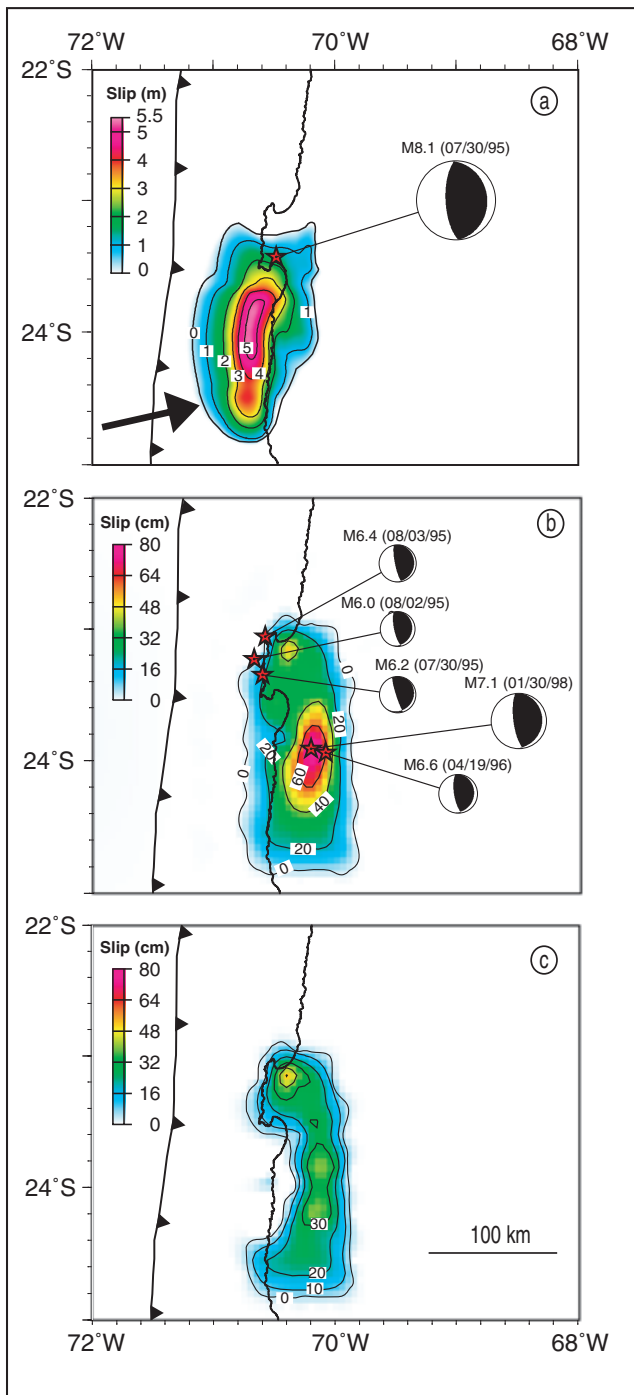 72˚W 70˚W 68˚W
22˚S
Slip (m)
5.5
5
4
3
2
1
0
a
M8.1 (07/30/95)
0
1
2
3
4
5
1
24˚S
22˚S
Slip (cm)
80
64
48
32
16
0
b
M6.4 (08/03/95)
M6.0 (08/02/95)
M6.2 (07/30/95)
M7.1 (01/30/98)
M6.6 (04/19/96)
0
20
20
0
60
40
20
0
24˚S
22˚S
Slip (cm)
80
64
48
32
16
0
c
24˚S
30
20
10
0
100 km
72˚W 70˚W 68˚W